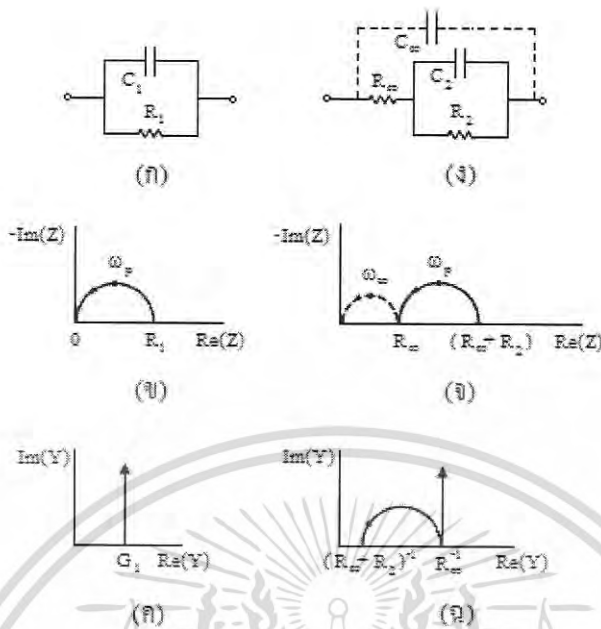 C₁
R₁
(ก)
C∞
R∞
C₂
R₂
(ง)
-Im(Z)
ωp
0
R₁
Re(Z)
(ข)
-Im(Z)
ω∞
ωp
R∞
(R∞+ R₂)
Re(Z)
(จ)
Im(Y)
G₁
Re(Y)
(ค)
Im(Y)
(R∞+ R₂)⁻¹
R∞⁻¹
Re(Y)
(ฉ)